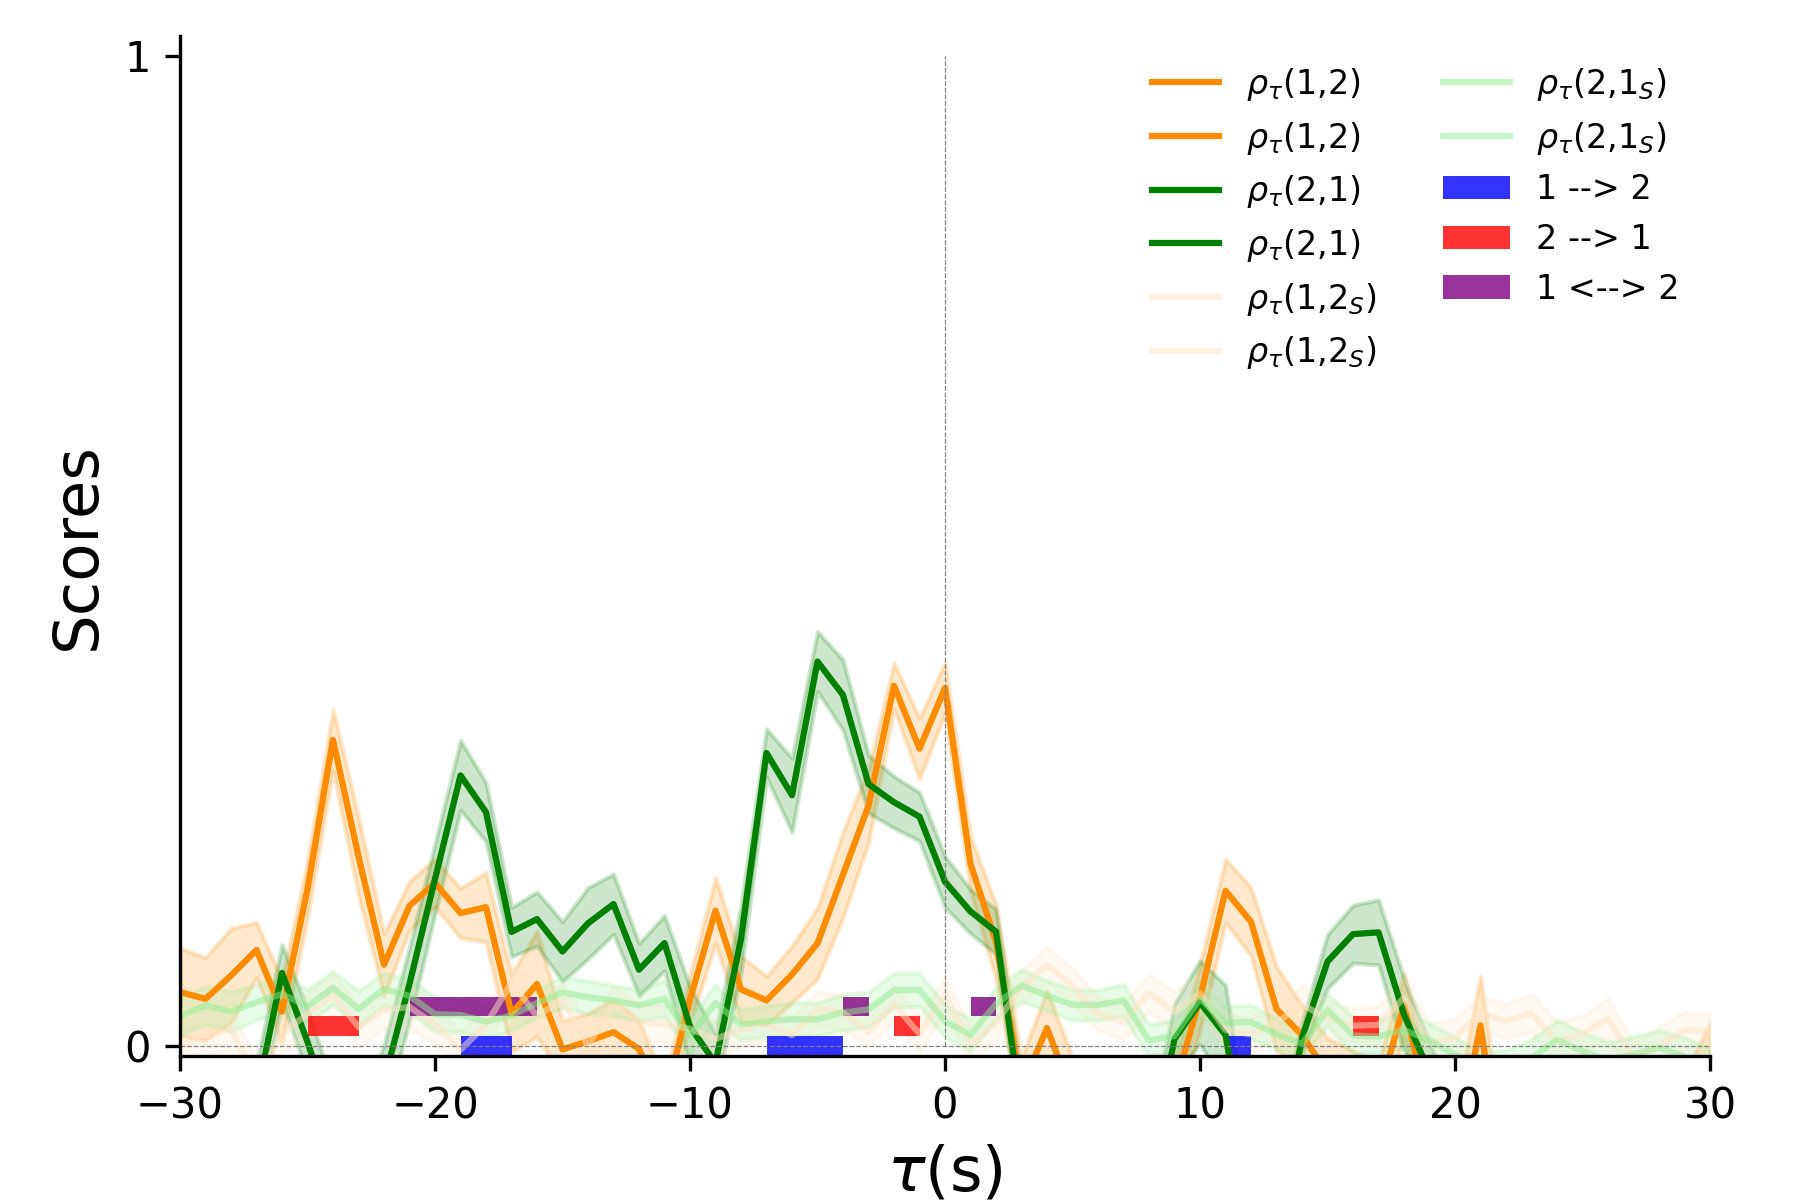 1
ρτ(1,2)
ρτ(1,2)
ρτ(2,1)
ρτ(2,1)
ρτ(1,2S)
ρτ(1,2S)
ρτ(2,1S)
ρτ(2,1S)
1 --> 2
2 --> 1
1 <--> 2
Scores
0
−30 −20 −10 0 10 20 30
τ(s)